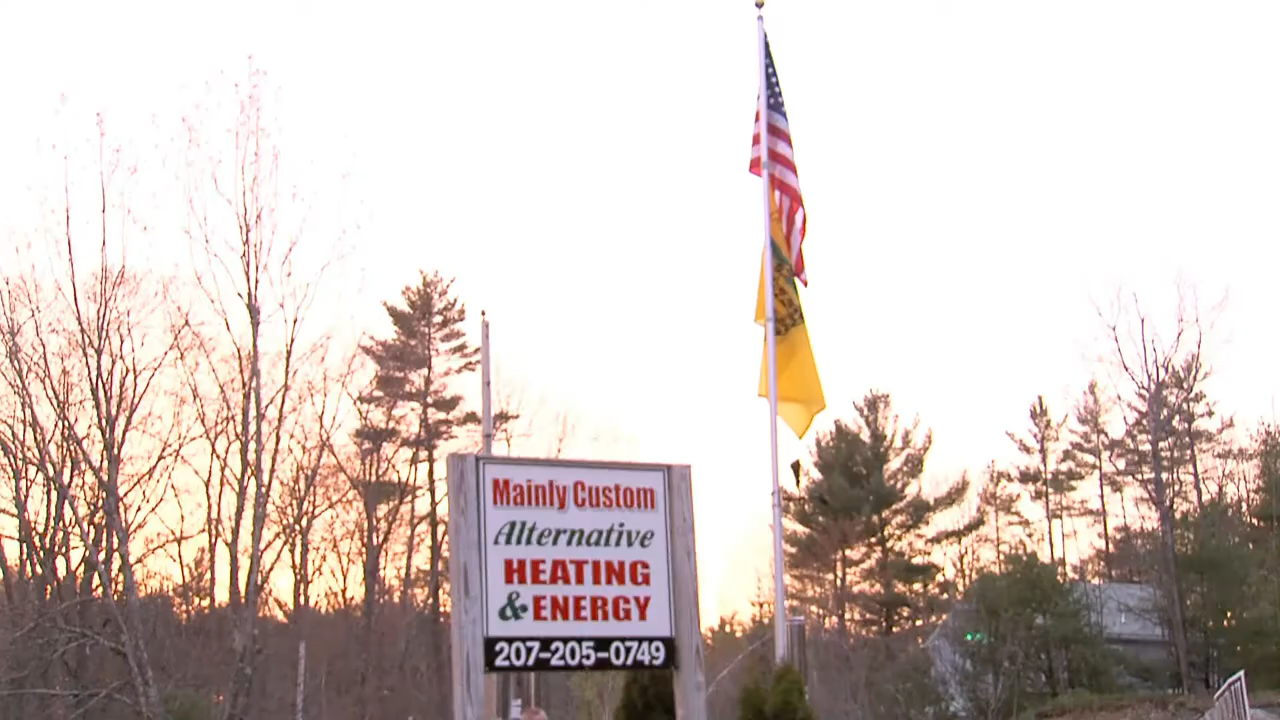 Mainly Custom
Alternative
HEATING
& ENERGY
207-205-0749